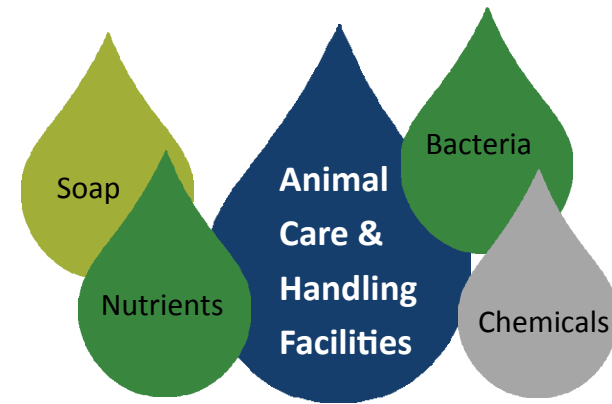 Soap
Nutrients
Animal
Care &
Handling
Facilities
Bacteria
Chemicals